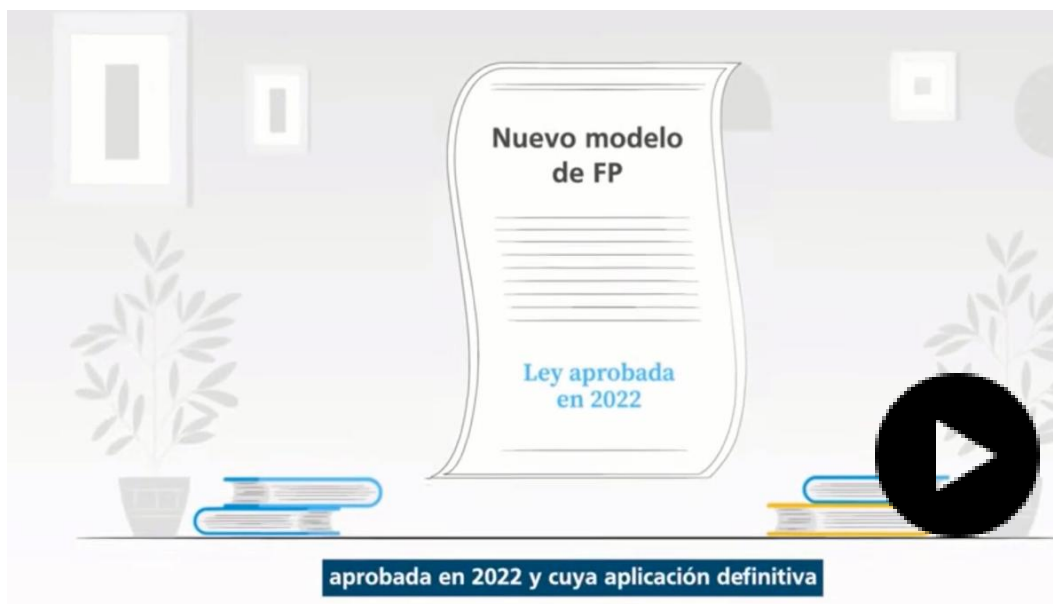 Nuevo modelo
de FP
Ley aprobada
en 2022
aprobada en 2022 y cuya aplicación definitiva